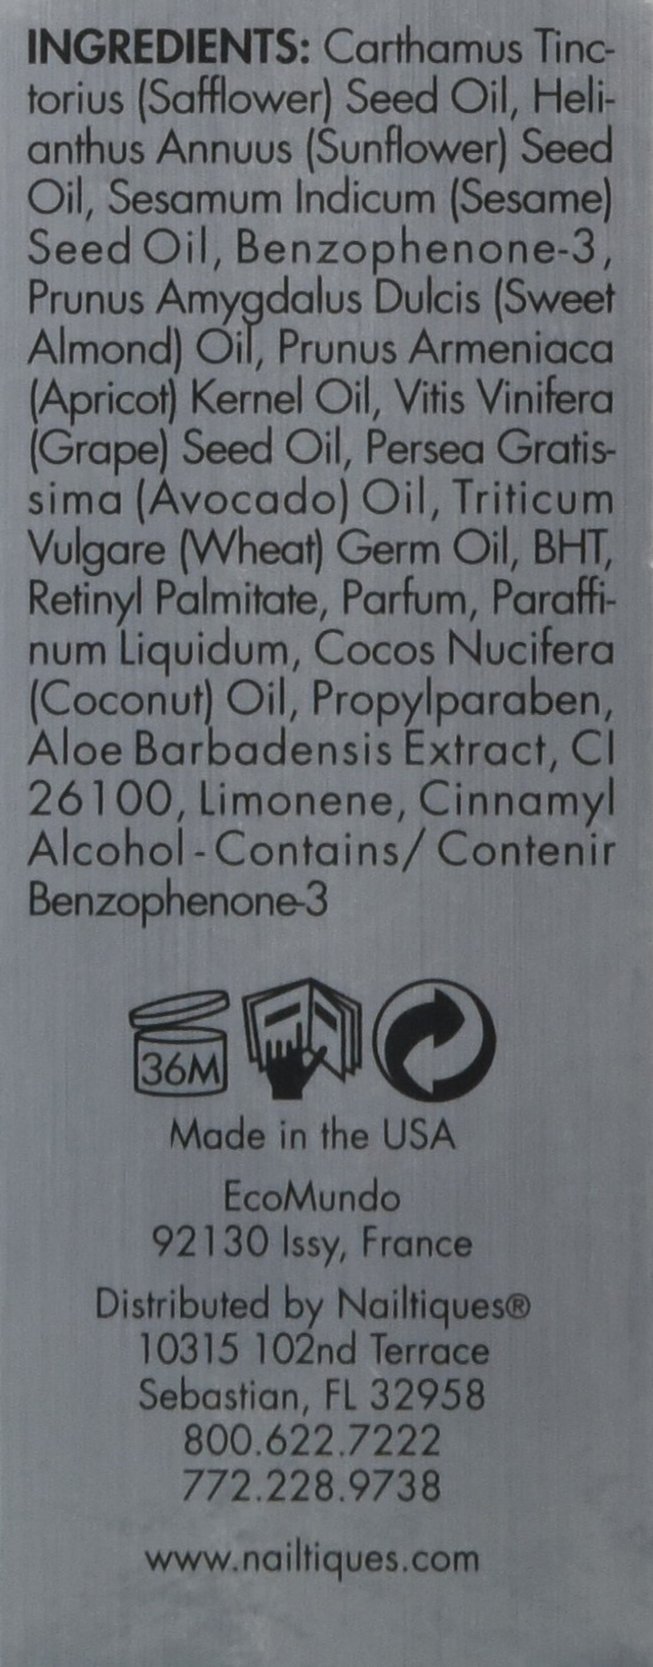 INGREDIENTS: Carthamus Tinc-
torius (Safflower) Seed Oil, Heli-
anthus Annuus (Sunflower) Seed
Oil, Sesamum Indicum (Sesame)
Seed Oil, Benzophenone-3,
Prunus Amygdalus Dulcis (Sweet
Almond) Oil, Prunus Armeniaca
(Apricot) Kernel Oil, Vitis Vinifera
(Grape) Seed Oil, Persea Gratis-
sima (Avocado) Oil, Triticum
Vulgare (Wheat) Germ Oil, BHT,
Retinyl Palmitate, Parfum, Paraffi-
num Liquidum, Cocos Nucifera
(Coconut) Oil, Propylparaben,
Aloe Barbadensis Extract, CI
26100, Limonene, Cinnamyl
Alcohol - Contains/ Contenir
Benzophenone-3
36M
Made in the USA
EcoMundo
92130 Issy, France
Distributed by Nailtiques®
10315 102nd Terrace
Sebastian, FL 32958
800.622.7222
772.228.9738
www.nailtiques.com